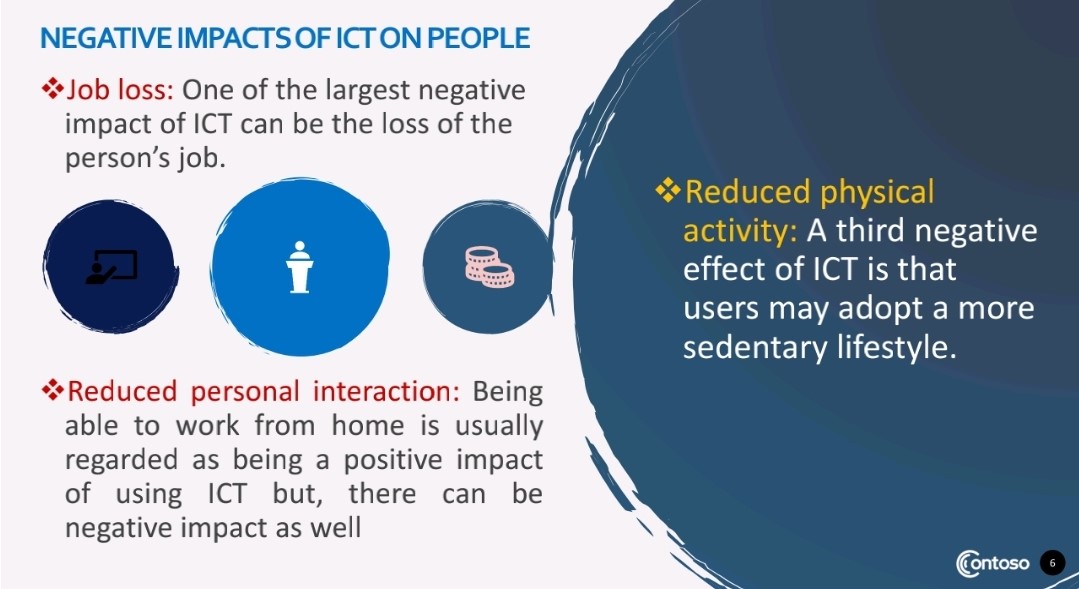 NEGATIVE IMPACTS OF ICT ON PEOPLE
❖Job loss: One of the largest negative
impact of ICT can be the loss of the
person’s job.
❖Reduced personal interaction: Being
able to work from home is usually
regarded as being a positive impact
of using ICT but, there can be
negative impact as well
❖Reduced physical
activity: A third negative
effect of ICT is that
users may adopt a more
sedentary lifestyle.
Contoso
6